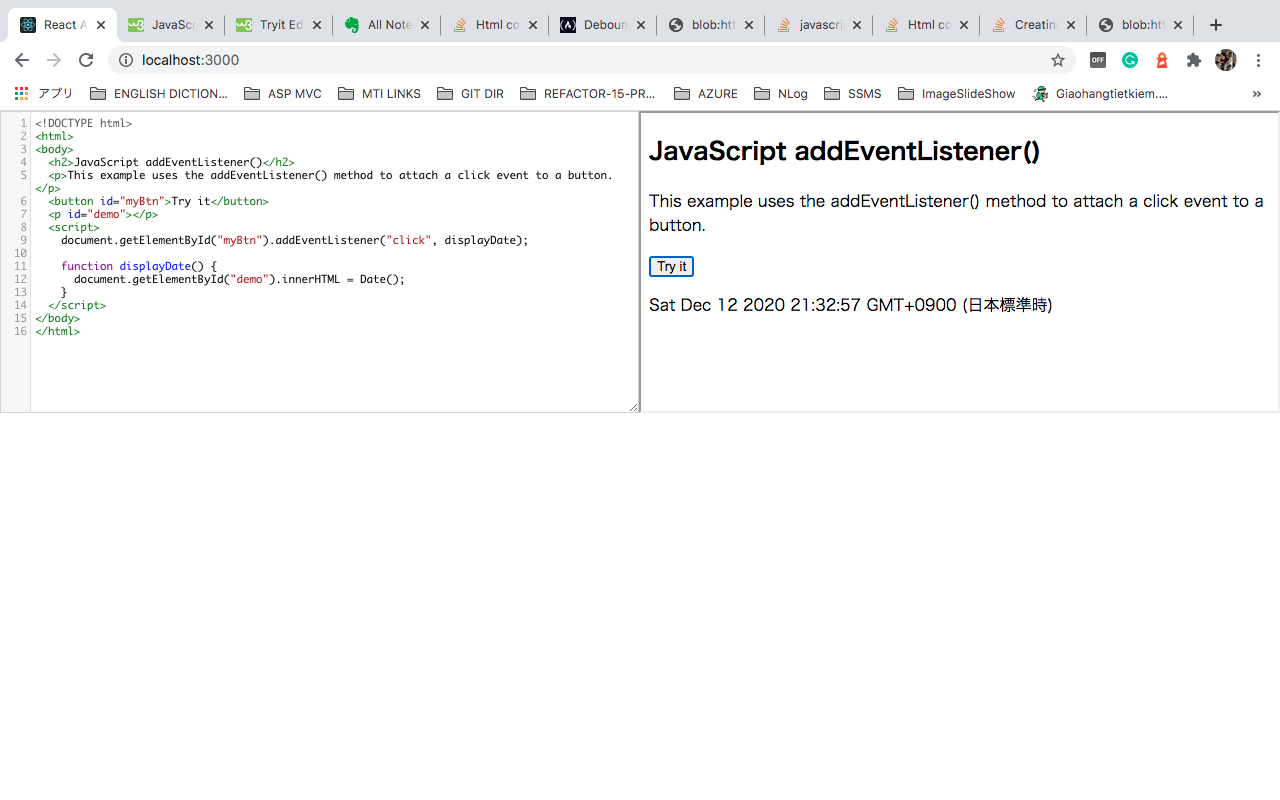 React A
JavaScr
Tryit Ed
All Note
Html co
Deboun
blob:htt
javascri
Html co
Creatin
blob:htt
localhost:3000
OFF
アプリ
ENGLISH DICTION...
ASP MVC
MTI LINKS
GIT DIR
REFACTOR-15-PR...
AZURE
NLog
SSMS
ImageSlideShow
Giaohangtietkiem....
»
1 <!DOCTYPE html>
2 <html>
3 <body>
4 <h2>JavaScript addEventListener()</h2>
5 <p>This example uses the addEventListener() method to attach a click event to a button.
</p>
6 <button id="myBtn">Try it</button>
7 <p id="demo"></p>
8 <script>
9 document.getElementById("myBtn").addEventListener("click", displayDate);
10
11 function displayDate() {
12 document.getElementById("demo").innerHTML = Date();
13 }
14 </script>
15 </body>
16 </html>
JavaScript addEventListener()
This example uses the addEventListener() method to attach a click event to a
button.
Try it
Sat Dec 12 2020 21:32:57 GMT+0900 (日本標準時)